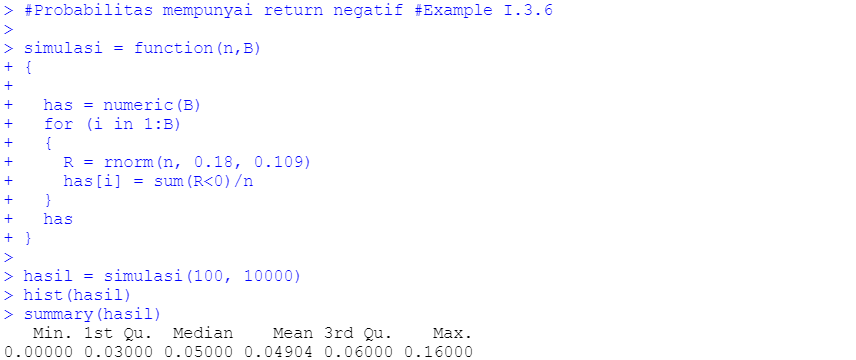 > #Probabilitas mempunyai return negatif #Example I.3.6
>
> simulasi = function(n,B)
+ {
+
+   has = numeric(B)
+   for (i in 1:B)
+   {
+     R = rnorm(n, 0.18, 0.109)
+     has[i] = sum(R<0)/n
+   }
+   has
+ }
>
> hasil = simulasi(100, 10000)
> hist(hasil)
> summary(hasil)
   Min. 1st Qu.  Median    Mean 3rd Qu.    Max.
0.00000 0.03000 0.05000 0.04904 0.06000 0.16000